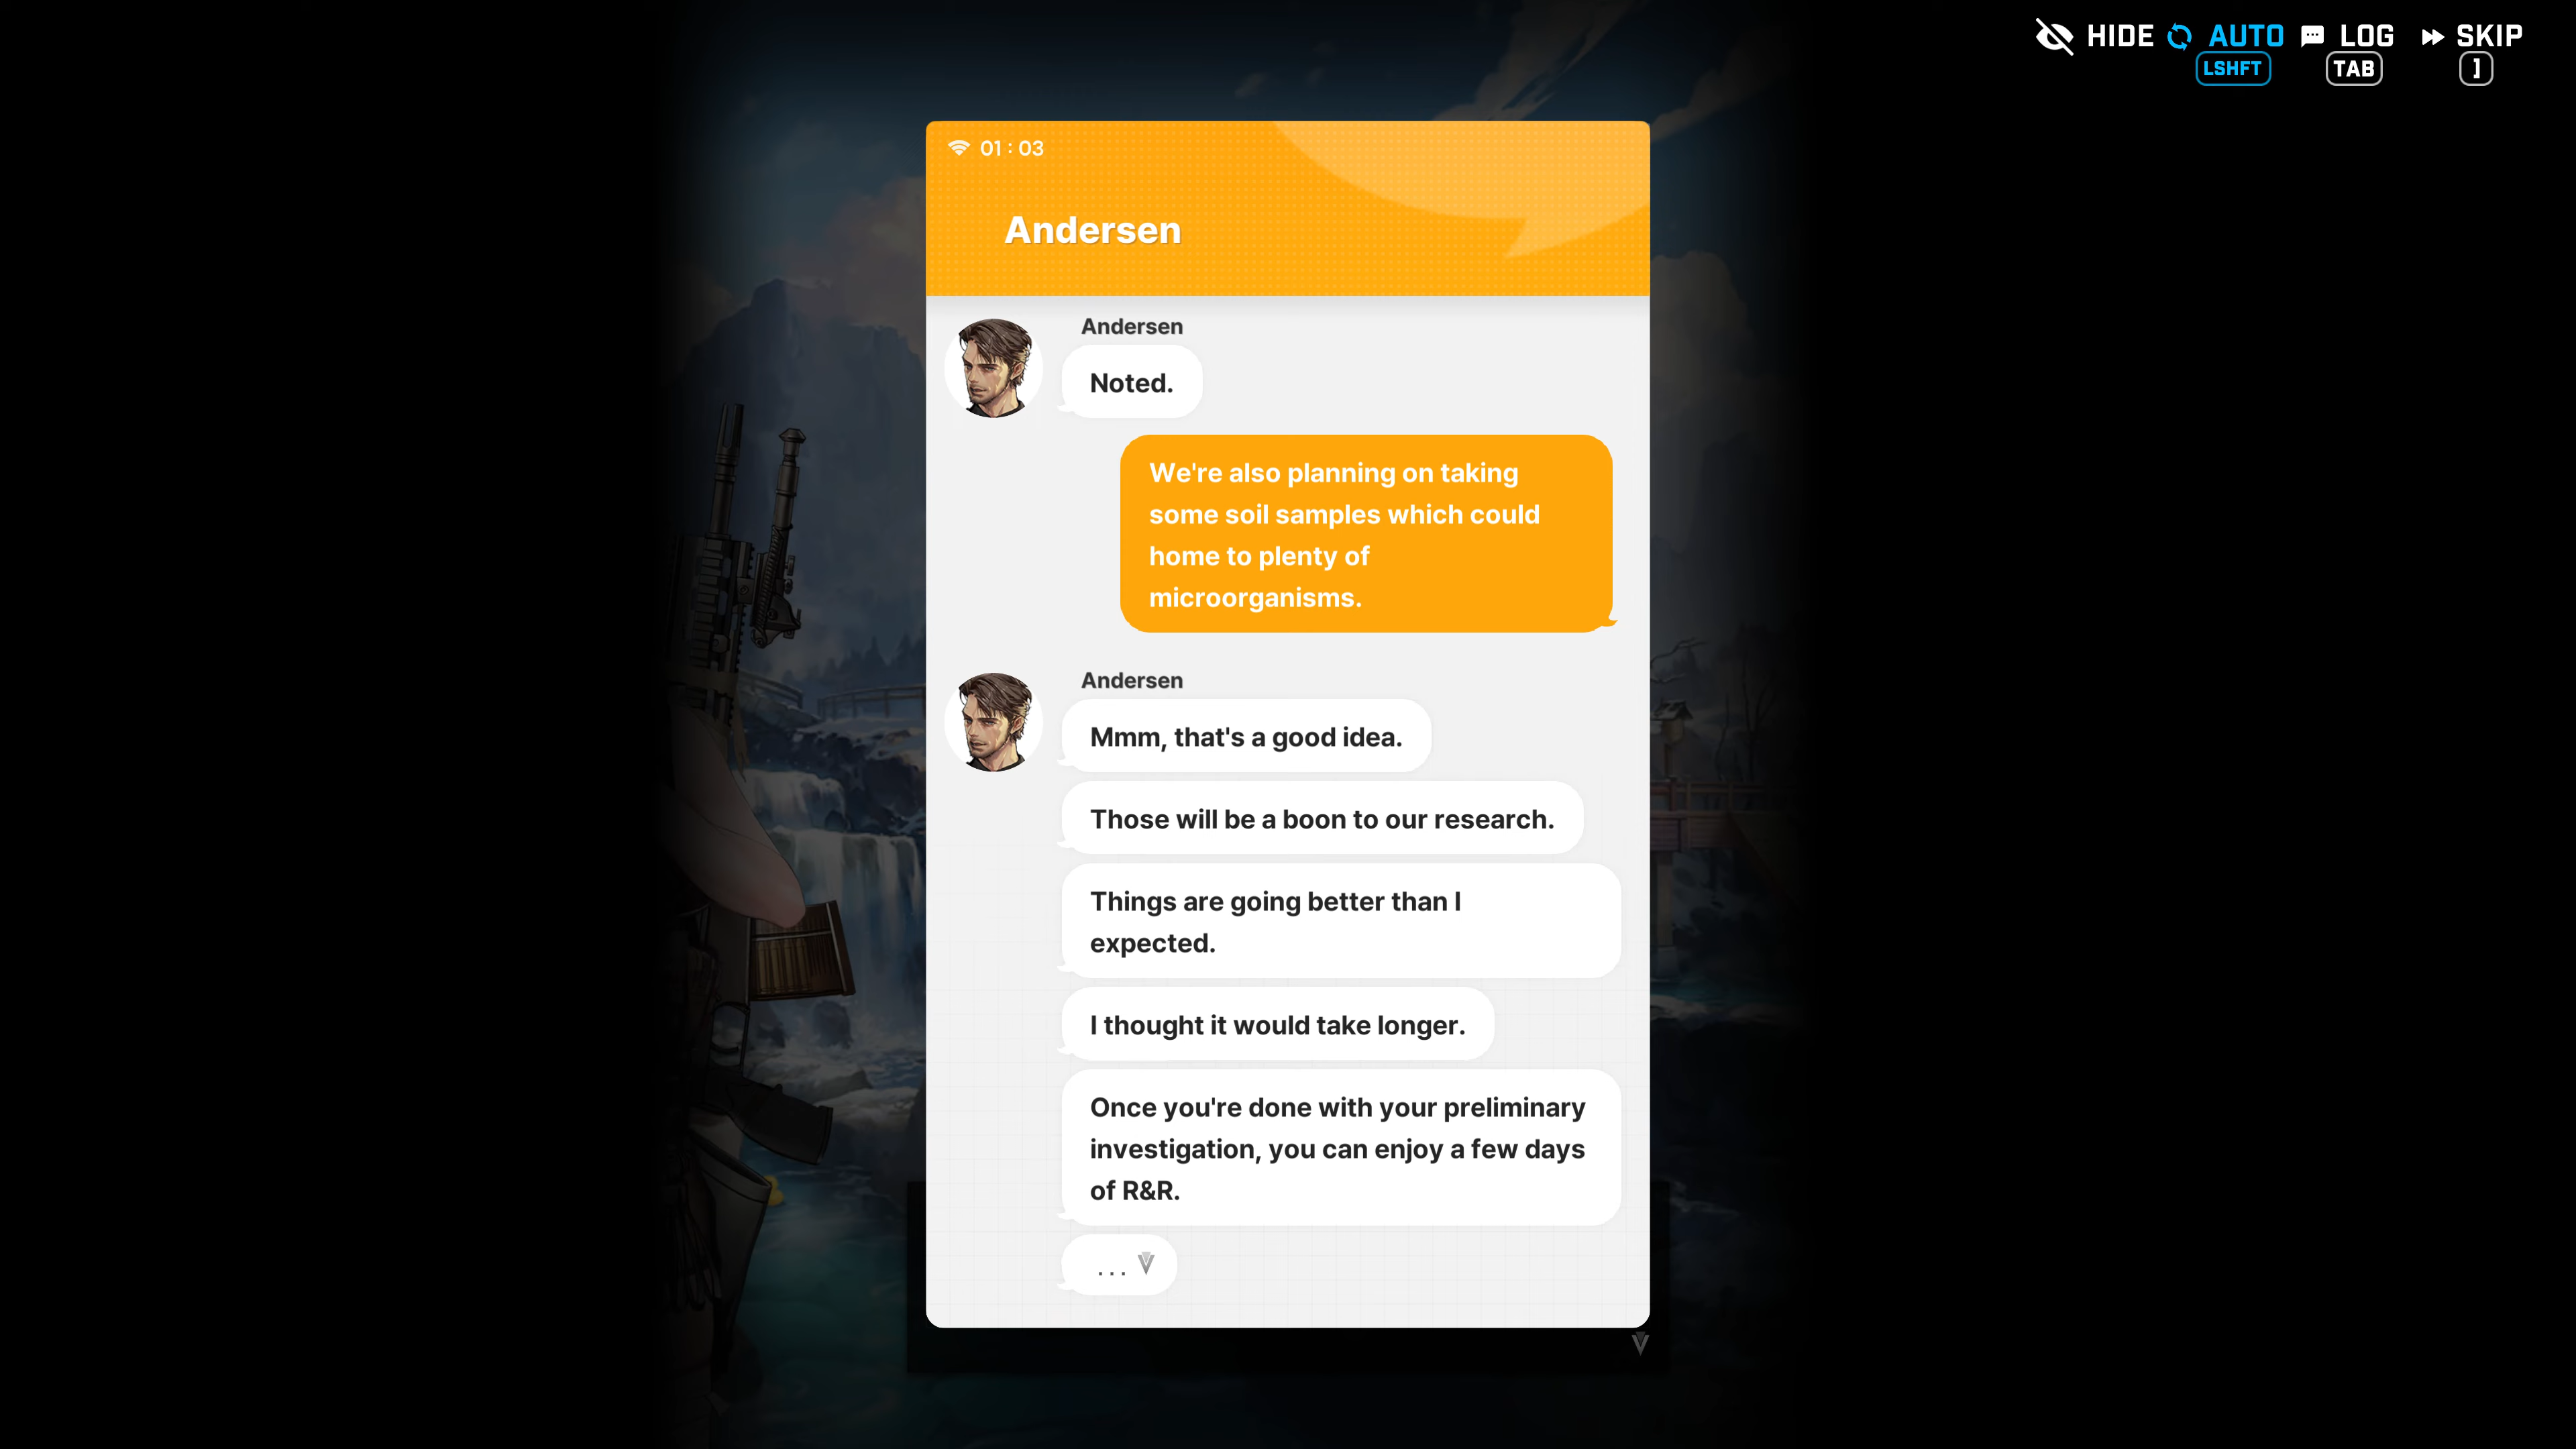 HIDE AUTO LOG SKIP
LSHFT TAB ]
01 : 03
Andersen
Andersen
Noted.
We're also planning on taking
some soil samples which could
home to plenty of
microorganisms.
Andersen
Mmm, that's a good idea.
Those will be a boon to our research.
Things are going better than I
expected.
I thought it would take longer.
Once you're done with your preliminary
investigation, you can enjoy a few days
of R&R.
...